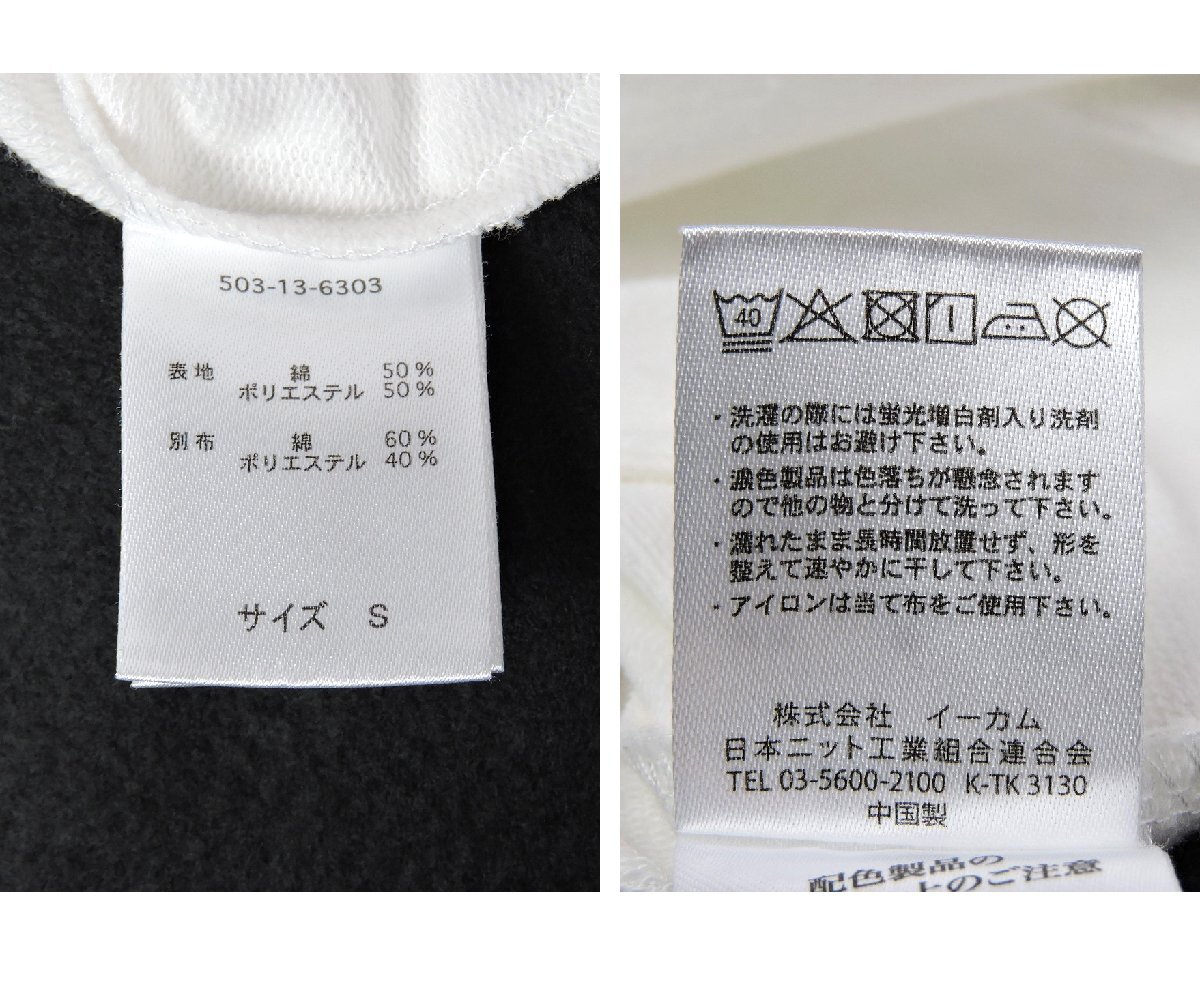 503-13-6303
表地 綿 50%
ポリエステル 50%
別布 綿 60%
ポリエステル 40%
サイズ S
40
・洗濯の際には蛍光増白剤入り洗剤
の使用はお避け下さい。
・濃色製品は色落ちが懸念されます
ので他の物と分けて洗って下さい。
・濡れたまま長時間放置せず、形を
整えて速やかに干して下さい。
・アイロンは当て布をご使用下さい。
株式会社 イーカム
日本ニット工業組合連合会
TEL 03-5600-2100 K-TK 3130
中国製
配色製品の
上のご注意